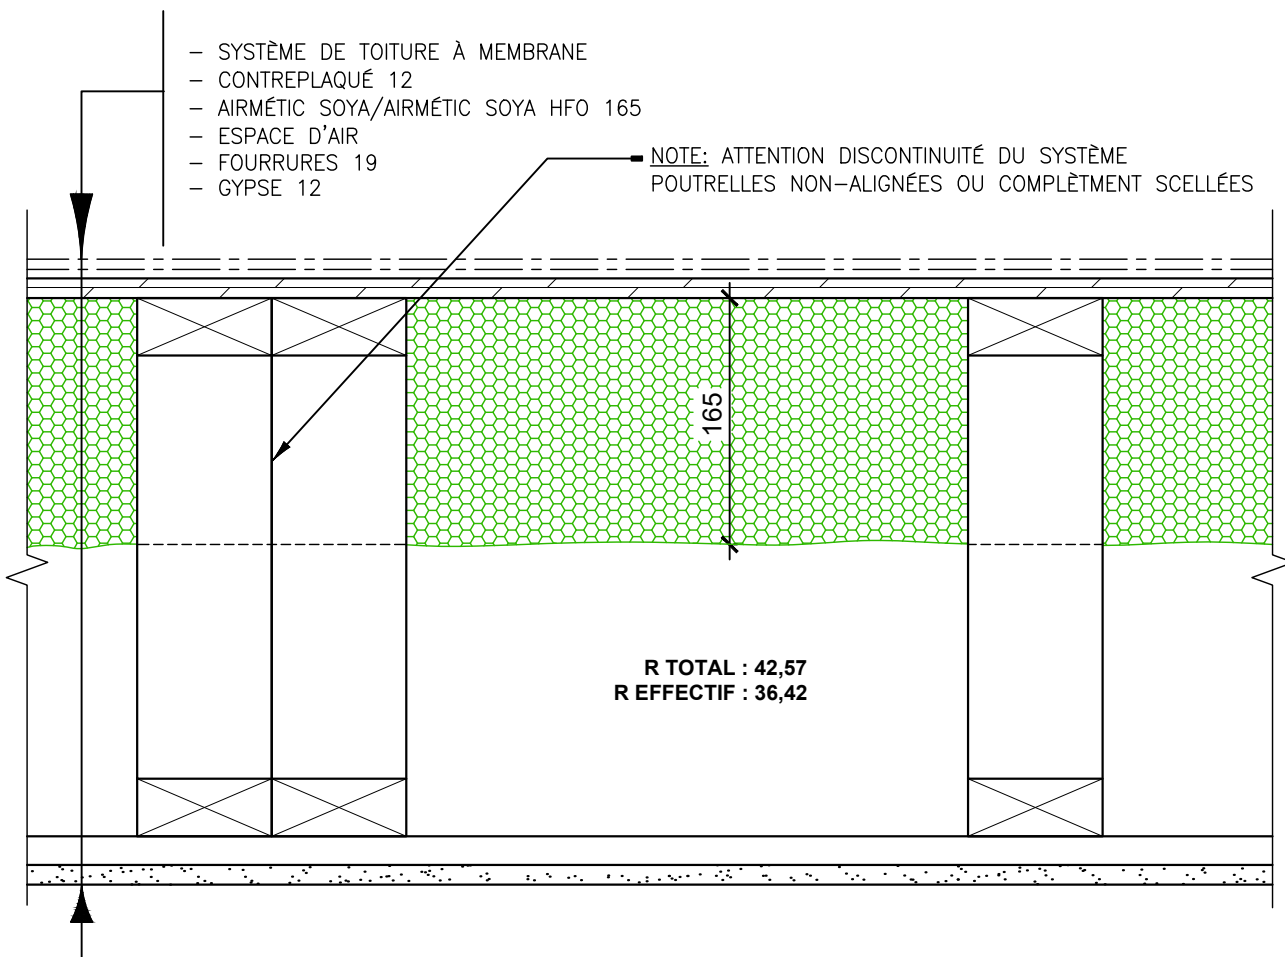 – SYSTÈME DE TOITURE À MEMBRANE
– CONTREPLAQUÉ 12
– AIRMÉTIC SOYA/AIRMÉTIC SOYA HFO 165
– ESPACE D'AIR
– FOURRURES 19
– GYPSE 12
NOTE: ATTENTION DISCONTINUITÉ DU SYSTÈME
POUTRELLES NON–ALIGNÉES OU COMPLÈTMENT SCELLÉES
165
R TOTAL : 42,57
R EFFECTIF : 36,42